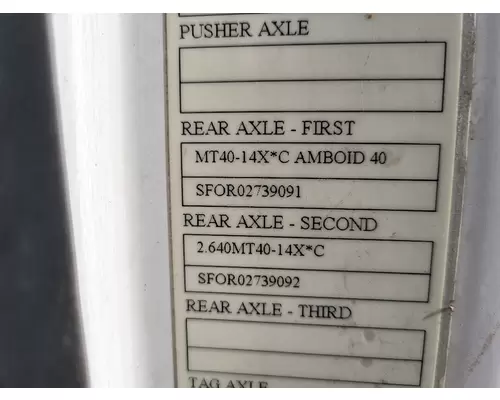 PUSHER AXLE
REAR AXLE - FIRST
MT40-14X*C AMBOID 40
SFOR02739091
REAR AXLE - SECOND
2.640MT40-14X*C
SFOR02739092
REAR AXLE - THIRD
TAG AXLE